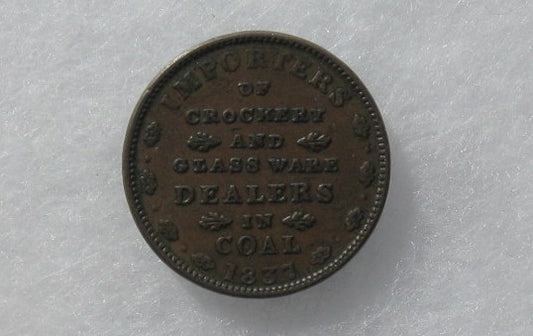 IMPORTERS
OF
CROCKERY
AND
GLASS WARE
DEALERS
IN
COAL
1837